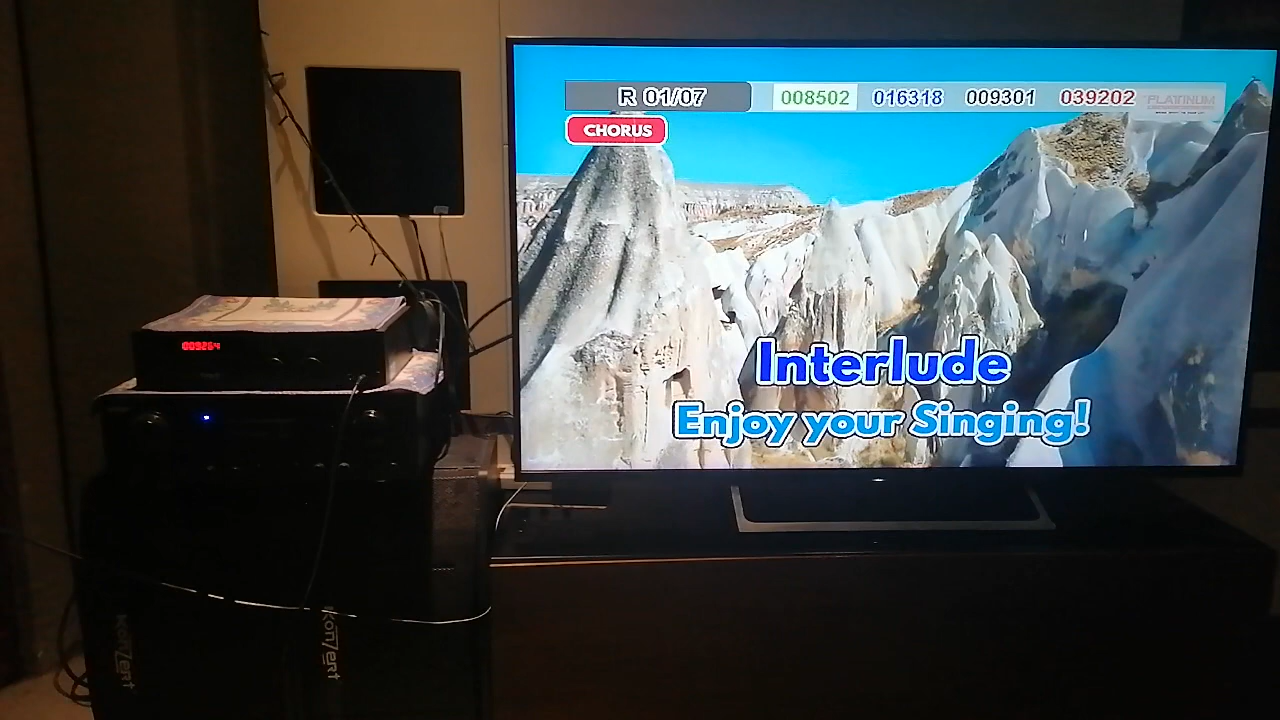 R 01/07 008502 016318 009301 039202 PLATINUM
CHORUS
Interlude
Enjoy your Singing!
009264
KonZert
KonZert